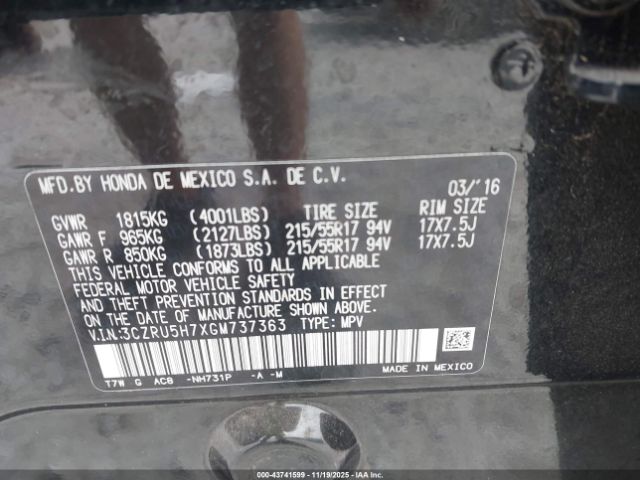 MFD.BY HONDA DE MEXICO S.A. DE C.V. 03/'16
GVWR 1815KG (4001LBS) TIRE SIZE RIM SIZE
GAWR F 965KG (2127LBS) 215/55R17 94V 17X7.5J
GAWR R 850KG (1873LBS) 215/55R17 94V 17X7.5J
THIS VEHICLE CONFORMS TO ALL APPLICABLE
FEDERAL MOTOR VEHICLE SAFETY
AND THEFT PREVENTION STANDARDS IN EFFECT
ON THE DATE OF MANUFACTURE SHOWN ABOVE.
V.I.N.:3CZRU5H7XGM737363 TYPE: MPV
T7W G AC8 -NH731P -A -M MADE IN MEXICO
000-43741599 | 11/19/2025 | IAAI.COM